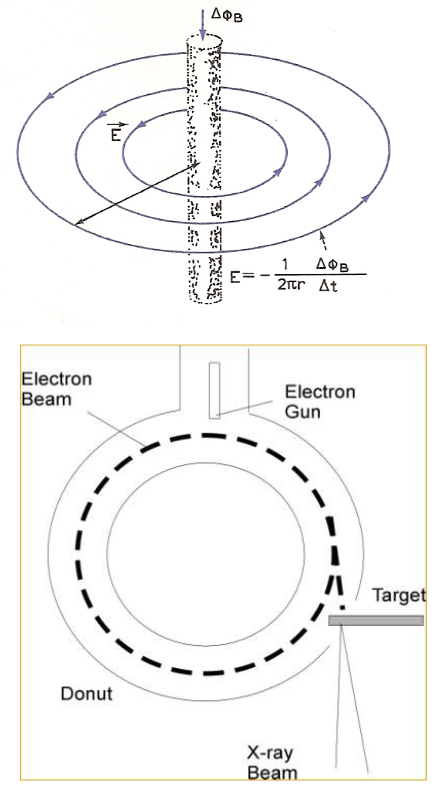 ΔΦB
E
E = - 1/2πr ΔΦB/Δt
Electron
Beam
Electron
Gun
Target
Donut
X-ray
Beam